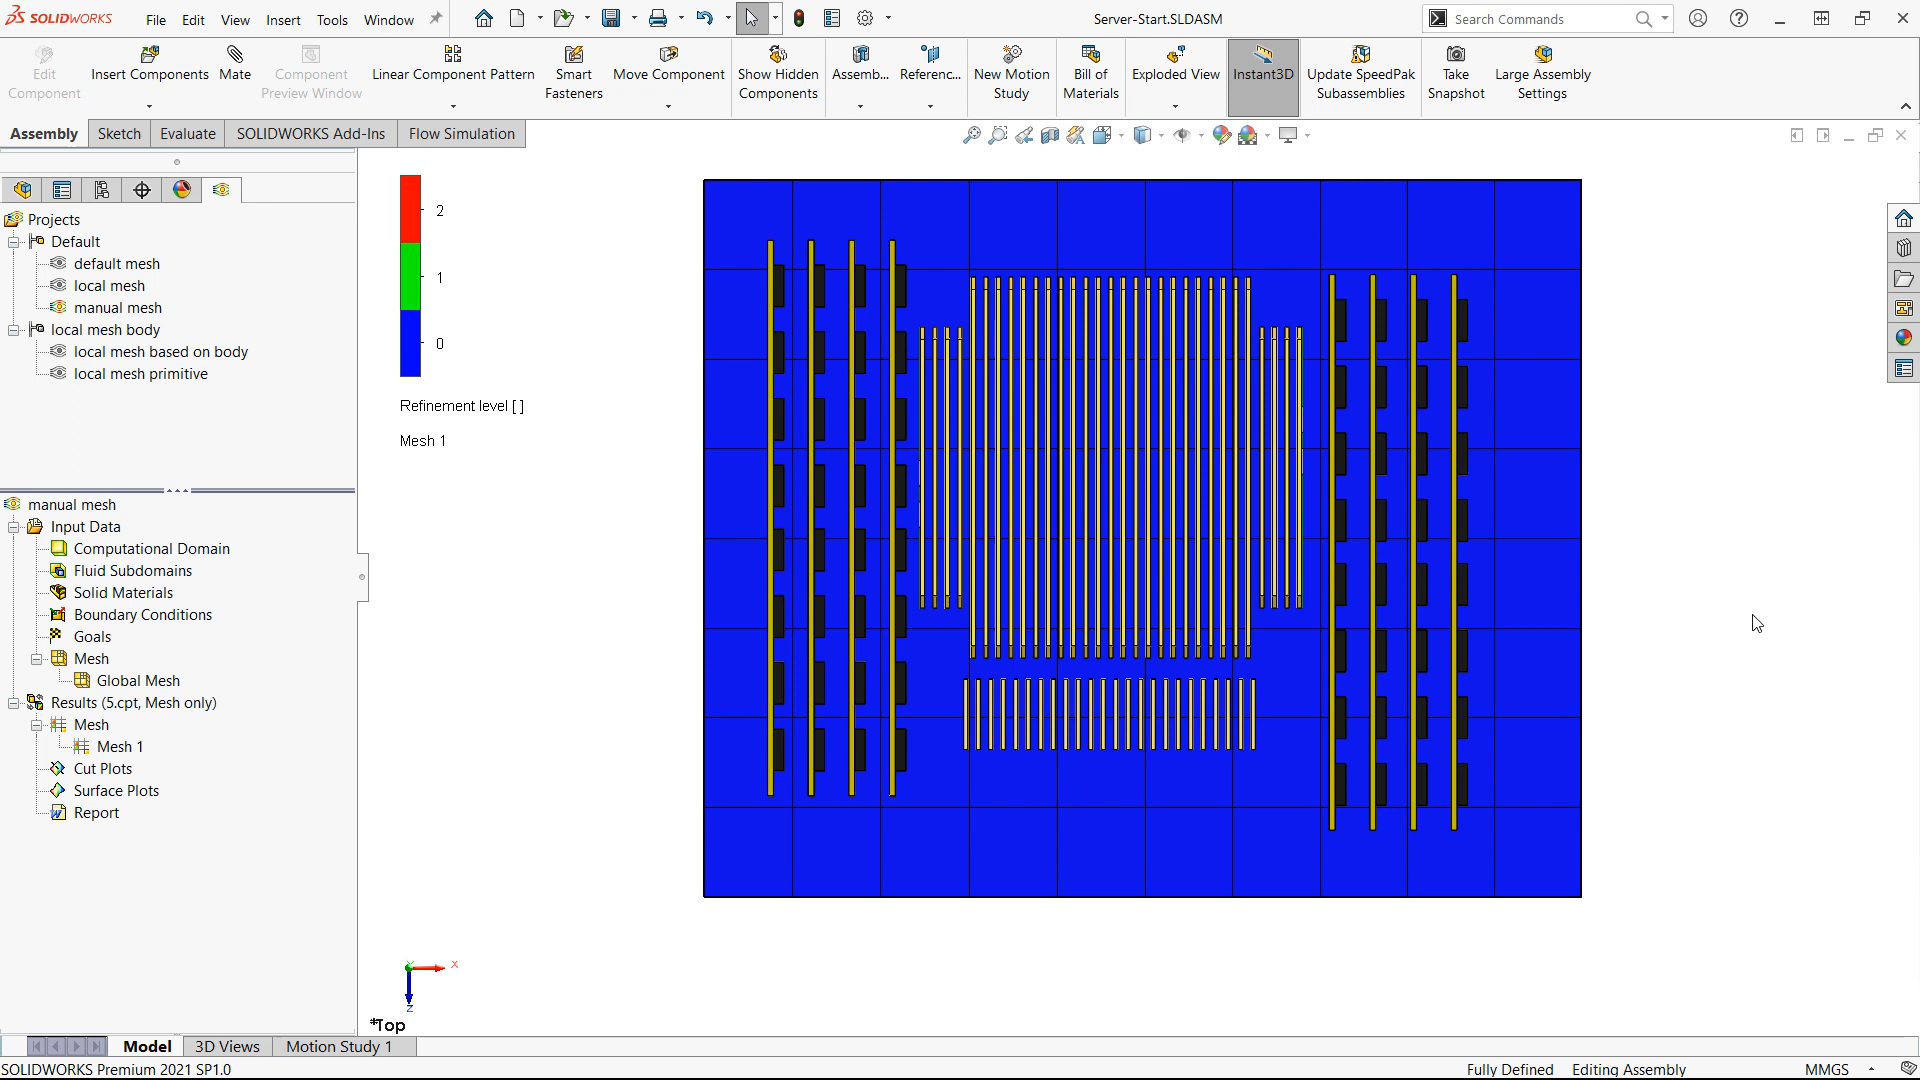 SOLIDWORKS File Edit View Insert Tools Window Server-Start.SLDASM Search Commands
Edit Component
Insert Components
Mate
Component Preview Window
Linear Component Pattern
Smart Fasteners
Move Component
Show Hidden Components
Assemb...
Referenc...
New Motion Study
Bill of Materials
Exploded View
Instant3D
Update SpeedPak Subassemblies
Take Snapshot
Large Assembly Settings
Assembly Sketch Evaluate SOLIDWORKS Add-Ins Flow Simulation
Projects
Default
default mesh
local mesh
manual mesh
local mesh body
local mesh based on body
local mesh primitive
manual mesh
Input Data
Computational Domain
Fluid Subdomains
Solid Materials
Boundary Conditions
Goals
Mesh
Global Mesh
Results (5.cpt, Mesh only)
Mesh
Mesh 1
Cut Plots
Surface Plots
Report
2
1
0
Refinement level [ ]
Mesh 1
Y
X
Z
*Top
Model 3D Views Motion Study 1
SOLIDWORKS Premium 2021 SP1.0 Fully Defined Editing Assembly MMGS